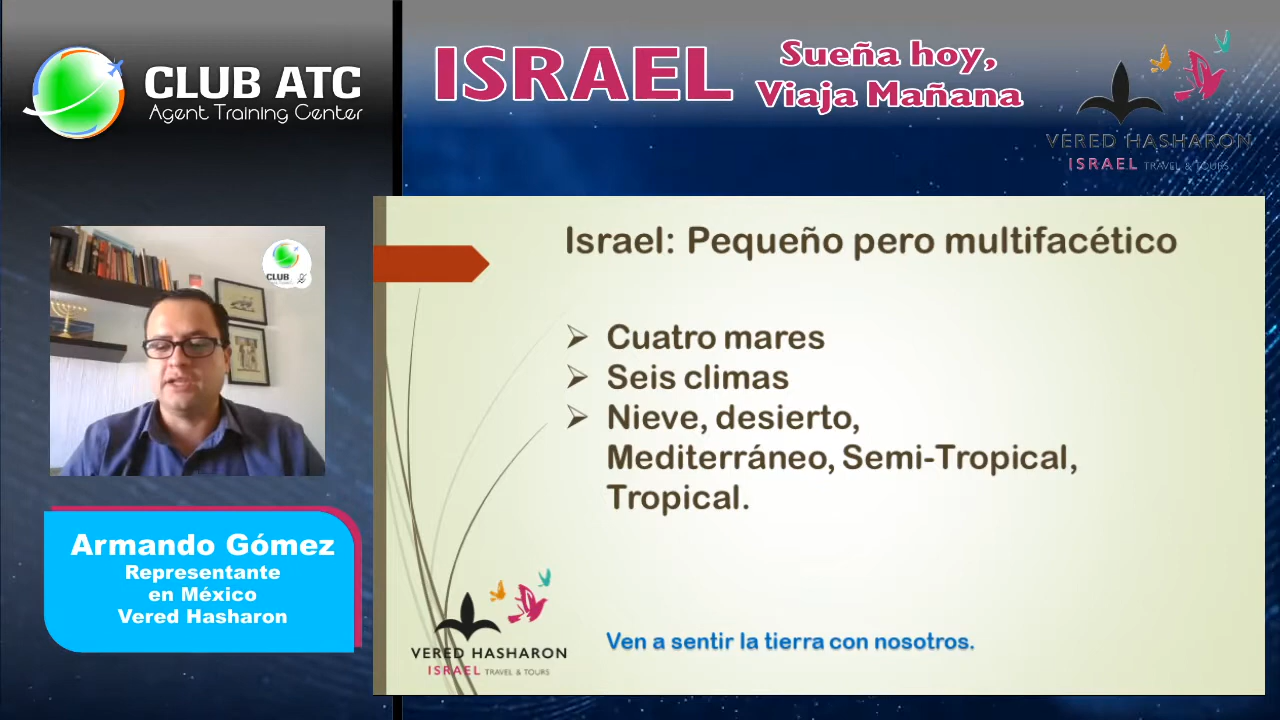 CLUB ATC
Agent Training Center
ISRAEL
Sueña hoy,
Viaja Mañana
VERED HASHARON
ISRAEL TRAVEL & TOURS
CLUB
Armando Gómez
Representante
en México
Vered Hasharon
Israel: Pequeño pero multifacético
Cuatro mares
Seis climas
Nieve, desierto,
Mediterráneo, Semi-Tropical,
Tropical.
VERED HASHARON
ISRAEL TRAVEL & TOURS
Ven a sentir la tierra con nosotros.